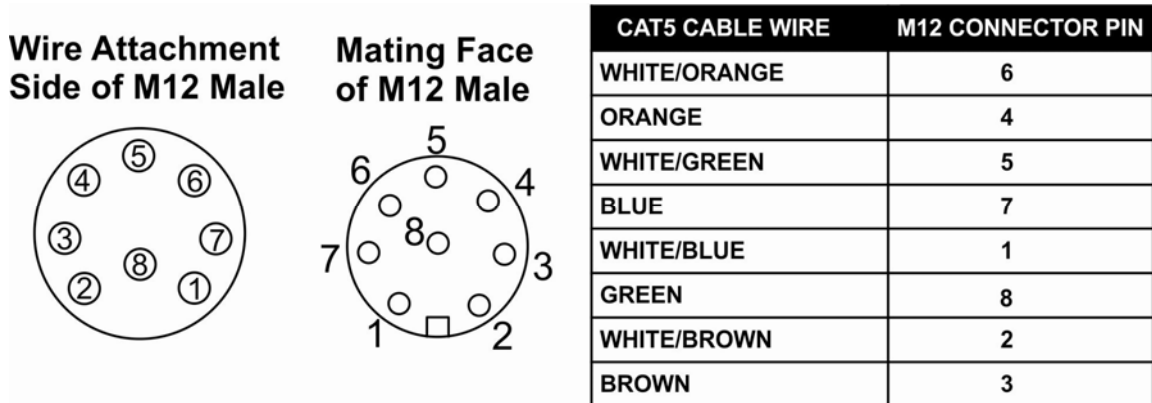 Wire Attachment
Side of M12 Male
5
4
6
3
7
8
2
1
Mating Face
of M12 Male
5
6
4
8
7
3
1
2
CAT5 CABLE WIRE M12 CONNECTOR PIN
WHITE/ORANGE 6
ORANGE 4
WHITE/GREEN 5
BLUE 7
WHITE/BLUE 1
GREEN 8
WHITE/BROWN 2
BROWN 3